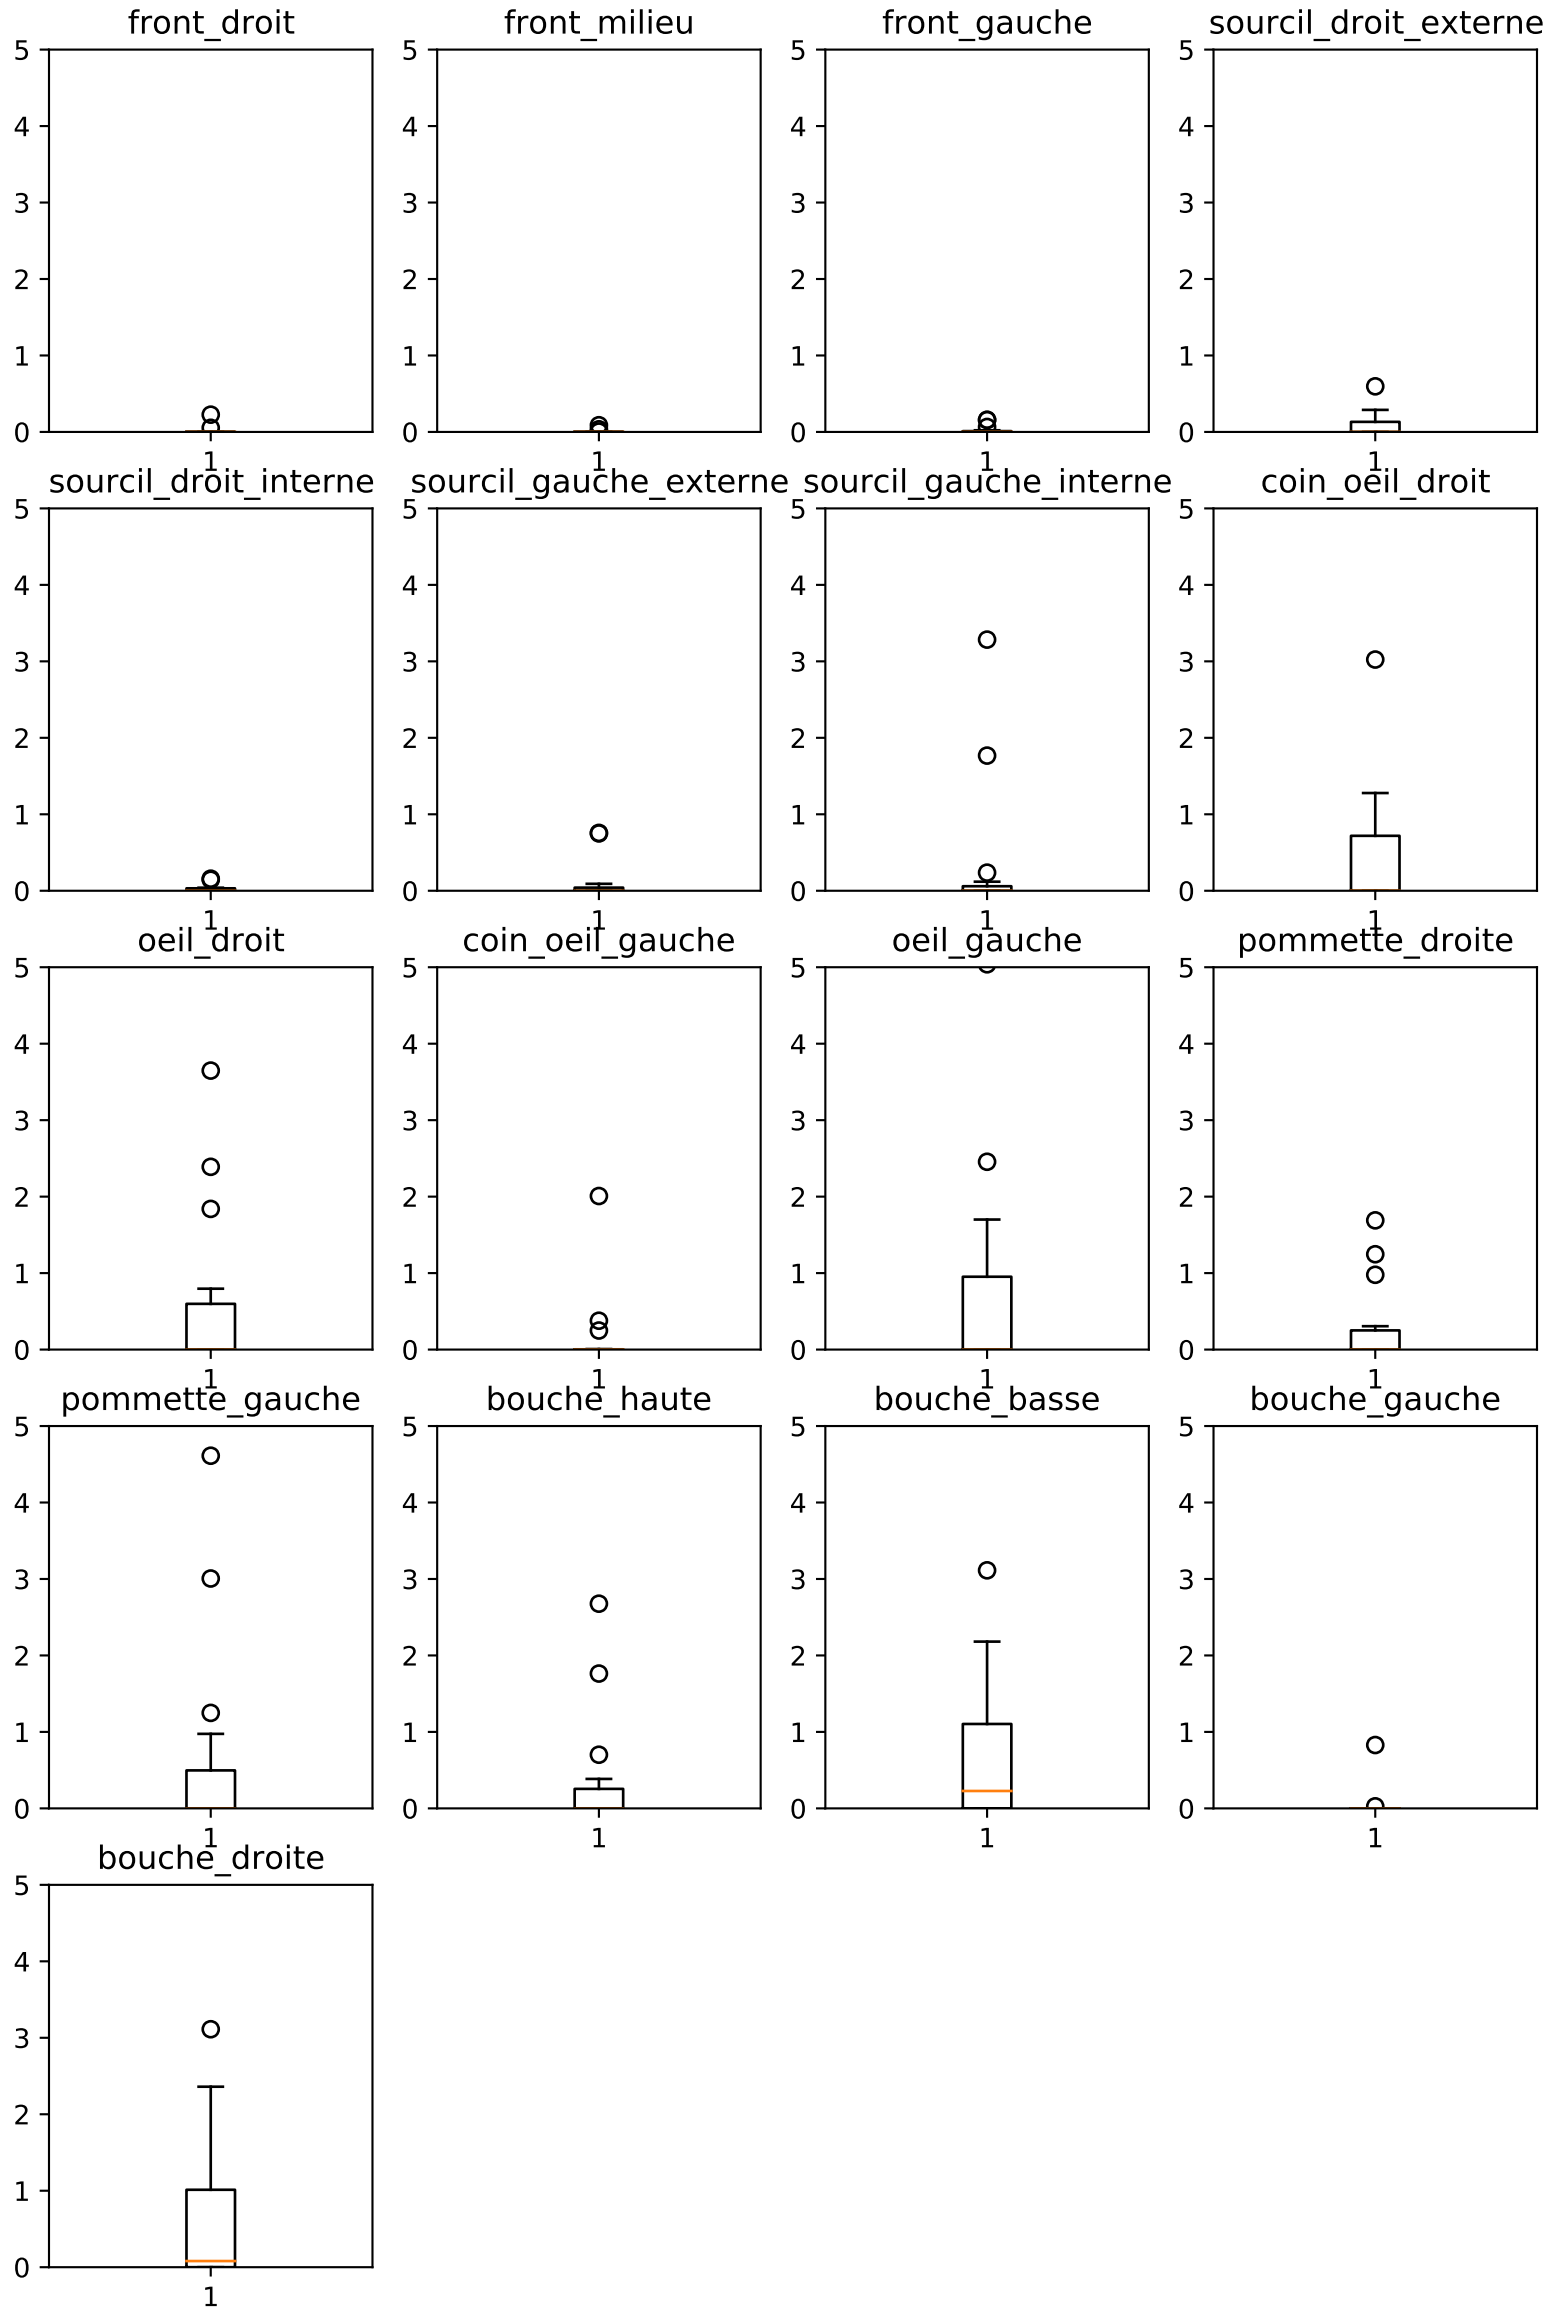 front_droit front_milieu front_gauche sourcil_droit_externe
5 5 5 5
4 4 4 4
3 3 3 3
2 2 2 2
1 1 1 1
0 0 0 0
1 1 1 1
sourcil_droit_interne sourcil_gauche_externe sourcil_gauche_interne coin_oeil_droit
5 5 5 5
4 4 4 4
3 3 3 3
2 2 2 2
1 1 1 1
0 0 0 0
1 1 1 1
oeil_droit coin_oeil_gauche oeil_gauche pommette_droite
5 5 5 5
4 4 4 4
3 3 3 3
2 2 2 2
1 1 1 1
0 0 0 0
1 1 1 1
pommette_gauche bouche_haute bouche_basse bouche_gauche
5 5 5 5
4 4 4 4
3 3 3 3
2 2 2 2
1 1 1 1
0 0 0 0
1 1 1 1
bouche_droite
5
4
3
2
1
0
1